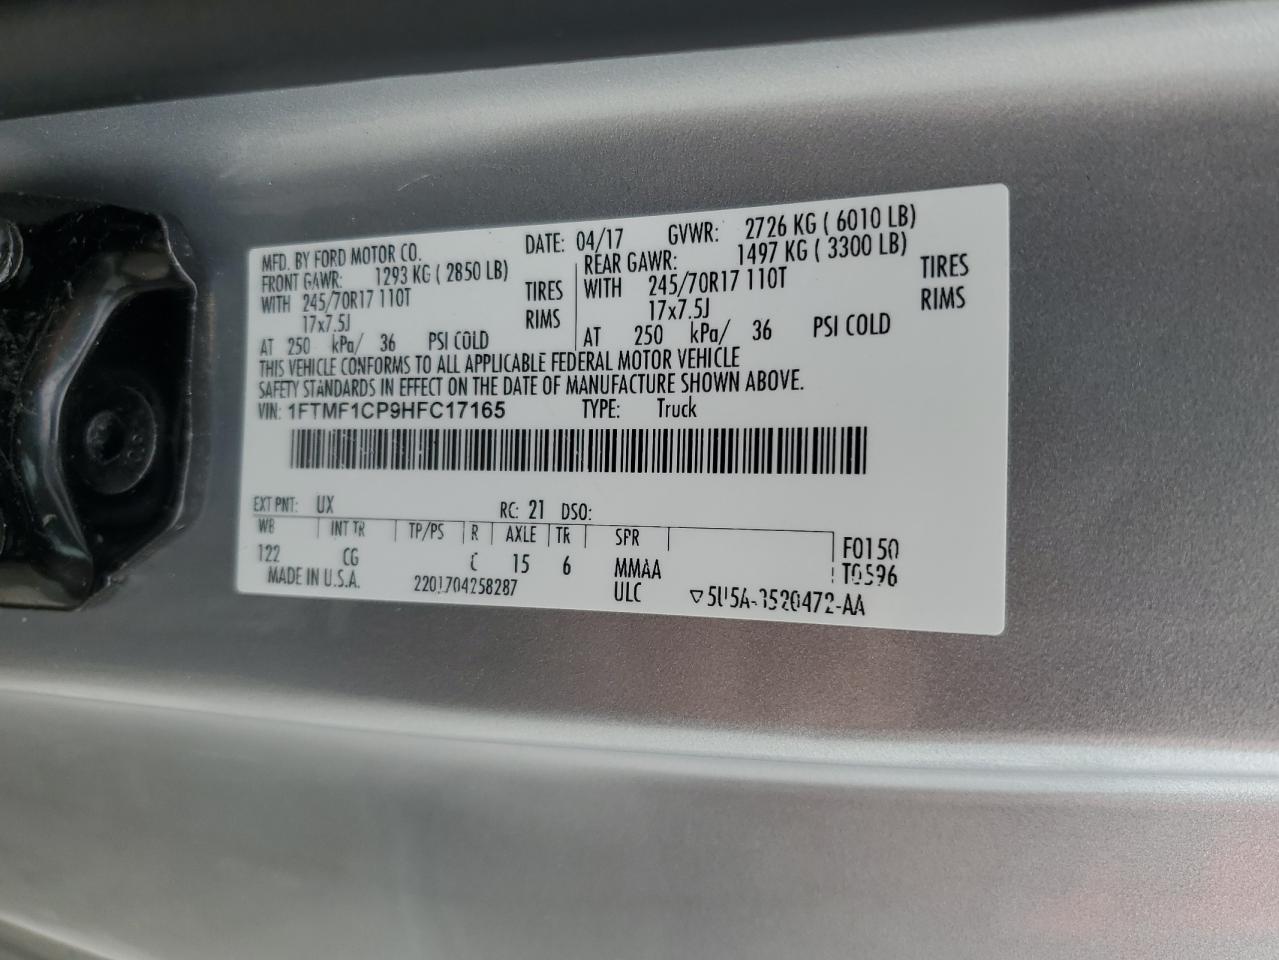 MFD. BY FORD MOTOR CO. DATE: 04/17 GVWR: 2726 KG ( 6010 LB)
FRONT GAWR: 1293 KG ( 2850 LB) REAR GAWR: 1497 KG ( 3300 LB)
WITH 245/70R17 110T TIRES WITH 245/70R17 110T TIRES
17x7.5J RIMS 17x7.5J RIMS
AT 250 kPa/ 36 PSI COLD AT 250 kPa/ 36 PSI COLD
THIS VEHICLE CONFORMS TO ALL APPLICABLE FEDERAL MOTOR VEHICLE
SAFETY STANDARDS IN EFFECT ON THE DATE OF MANUFACTURE SHOWN ABOVE.
VIN: 1FTMF1CP9HFC17165 TYPE: Truck
EXT PNT: UX RC: 21 DSO:
WB INT TR TP/PS R AXLE TR SPR F0150
122 CG C 15 6 MMAA T0596
MADE IN U.S.A. 2201704258287 ULC ▽5U5A-3520472-AA